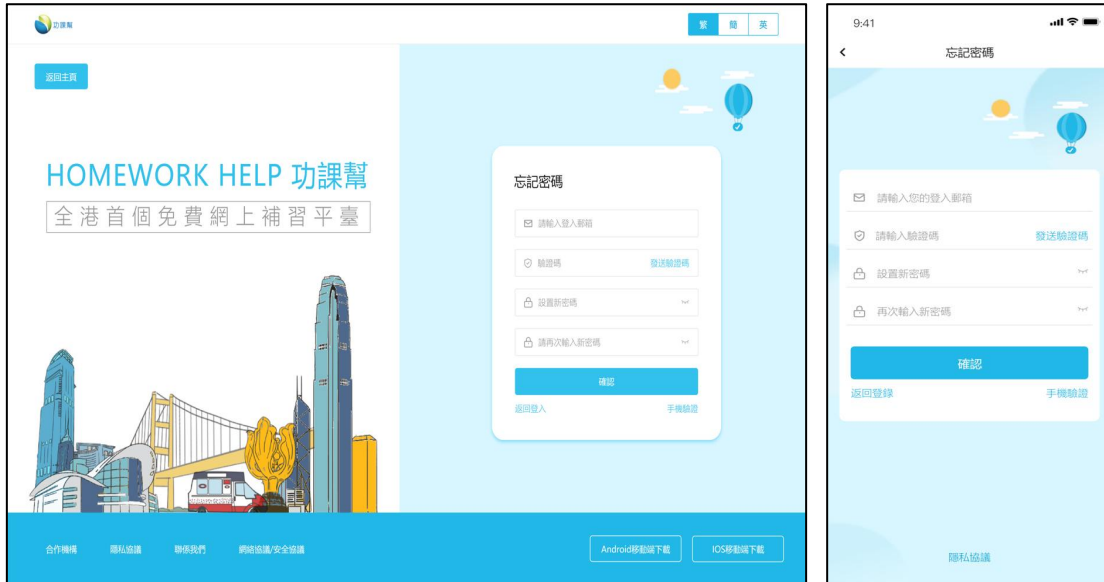 功課幫
繁 簡 英
返回主頁
HOMEWORK HELP 功課幫
全港首個免費網上補習平臺
忘記密碼
請輸入登入郵箱
驗證碼 發送驗證碼
設置新密碼
請再次輸入新密碼
確認
返回登入 手機驗證
合作機構 隱私協議 聯係我們 網絡協議/安全協議 Android移動端下載 IOS移動端下載
9:41
忘記密碼
請輸入您的登入郵箱
請輸入驗證碼 發送驗證碼
設置新密碼
再次輸入新密碼
確認
返回登錄 手機驗證
隱私協議